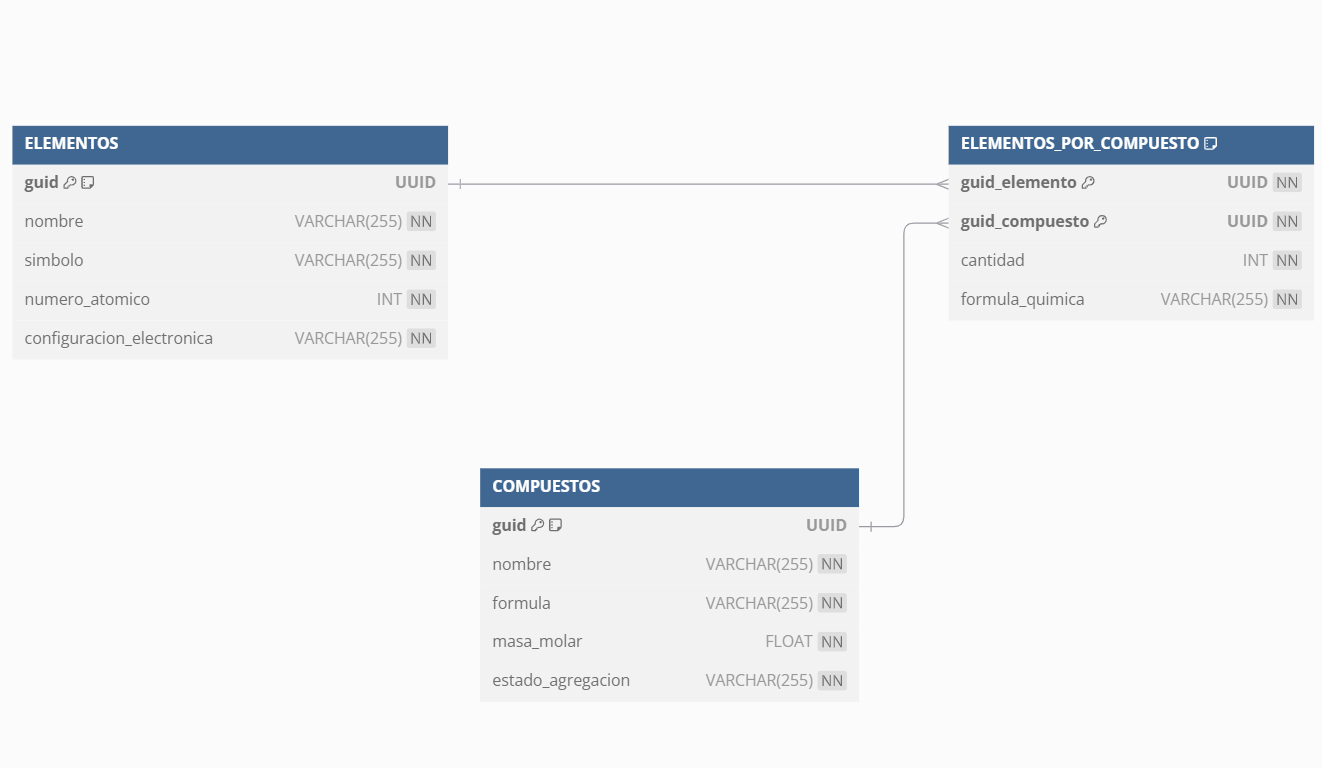 ELEMENTOS
guid UUID
nombre VARCHAR(255) NN
simbolo VARCHAR(255) NN
numero_atomico INT NN
configuracion_electronica VARCHAR(255) NN
ELEMENTOS_POR_COMPUESTO
guid_elemento UUID NN
guid_compuesto UUID NN
cantidad INT NN
formula_quimica VARCHAR(255) NN
COMPUESTOS
guid UUID
nombre VARCHAR(255) NN
formula VARCHAR(255) NN
masa_molar FLOAT NN
estado_agregacion VARCHAR(255) NN